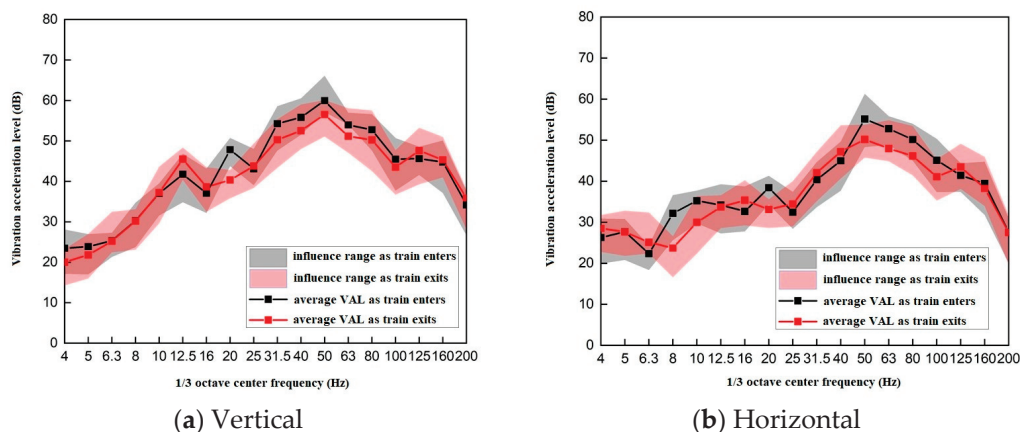 80
70
60
50
40
30
20
10
0
Vibration acceleration level (dB)
influence range as train enters
influence range as train exits
average VAL as train enters
average VAL as train exits
4 5 6.3 8 10 12.5 16 20 25 31.5 40 50 63 80 100 125 160 200
1/3 octave center frequency (Hz)
(a) Vertical
80
70
60
50
40
30
20
10
0
Vibration acceleration level (dB)
influence range as train enters
influence range as train exits
average VAL as train enters
average VAL as train exits
4 5 6.3 8 10 12.5 16 20 25 31.5 40 50 63 80 100 125 160 200
1/3 octave center frequency (Hz)
(b) Horizontal